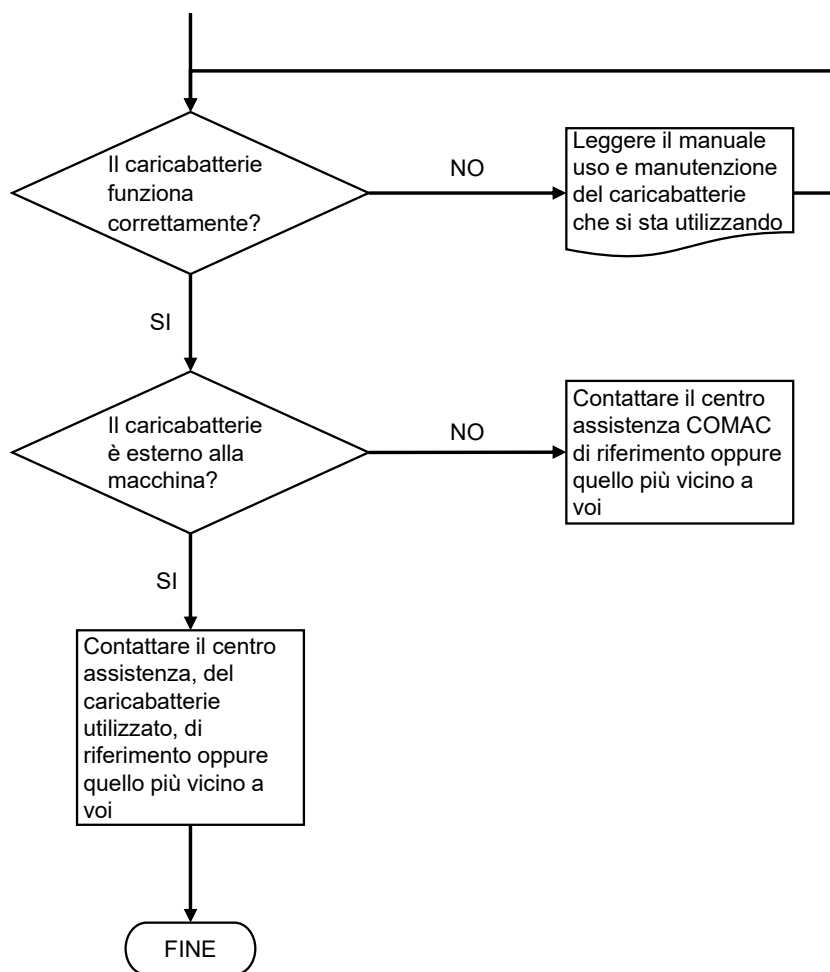 Il caricabatterie
funziona
correttamente?
NO
Leggere il manuale
uso e manutenzione
del caricabatterie
che si sta utilizzando
SI
Il caricabatterie
è esterno alla
macchina?
NO
Contattare il centro
assistenza COMAC
di riferimento oppure
quello più vicino a
voi
SI
Contattare il centro
assistenza, del
caricabatterie
utilizzato, di
riferimento oppure
quello più vicino a
voi
FINE